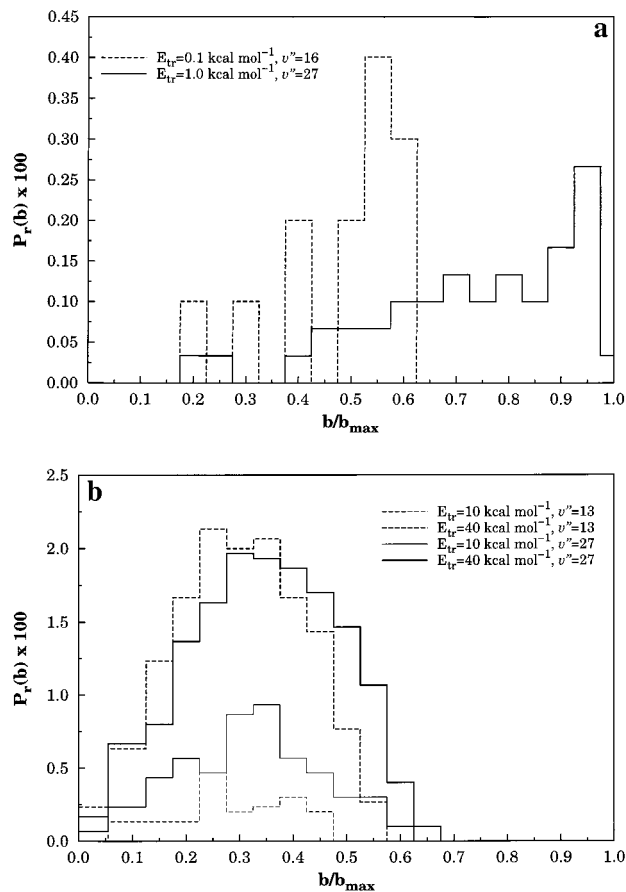 a
E_tr=0.1 kcal mol⁻¹, v"=16
E_tr=1.0 kcal mol⁻¹, v"=27
P_r(b) x 100
0.45
0.40
0.35
0.30
0.25
0.20
0.15
0.10
0.05
0.00
0.0 0.1 0.2 0.3 0.4 0.5 0.6 0.7 0.8 0.9 1.0
b/b_max
b
E_tr=10 kcal mol⁻¹, v"=13
E_tr=40 kcal mol⁻¹, v"=13
E_tr=10 kcal mol⁻¹, v"=27
E_tr=40 kcal mol⁻¹, v"=27
P_r(b) x 100
2.5
2.0
1.5
1.0
0.5
0.0
0.0 0.1 0.2 0.3 0.4 0.5 0.6 0.7 0.8 0.9 1.0
b/b_max